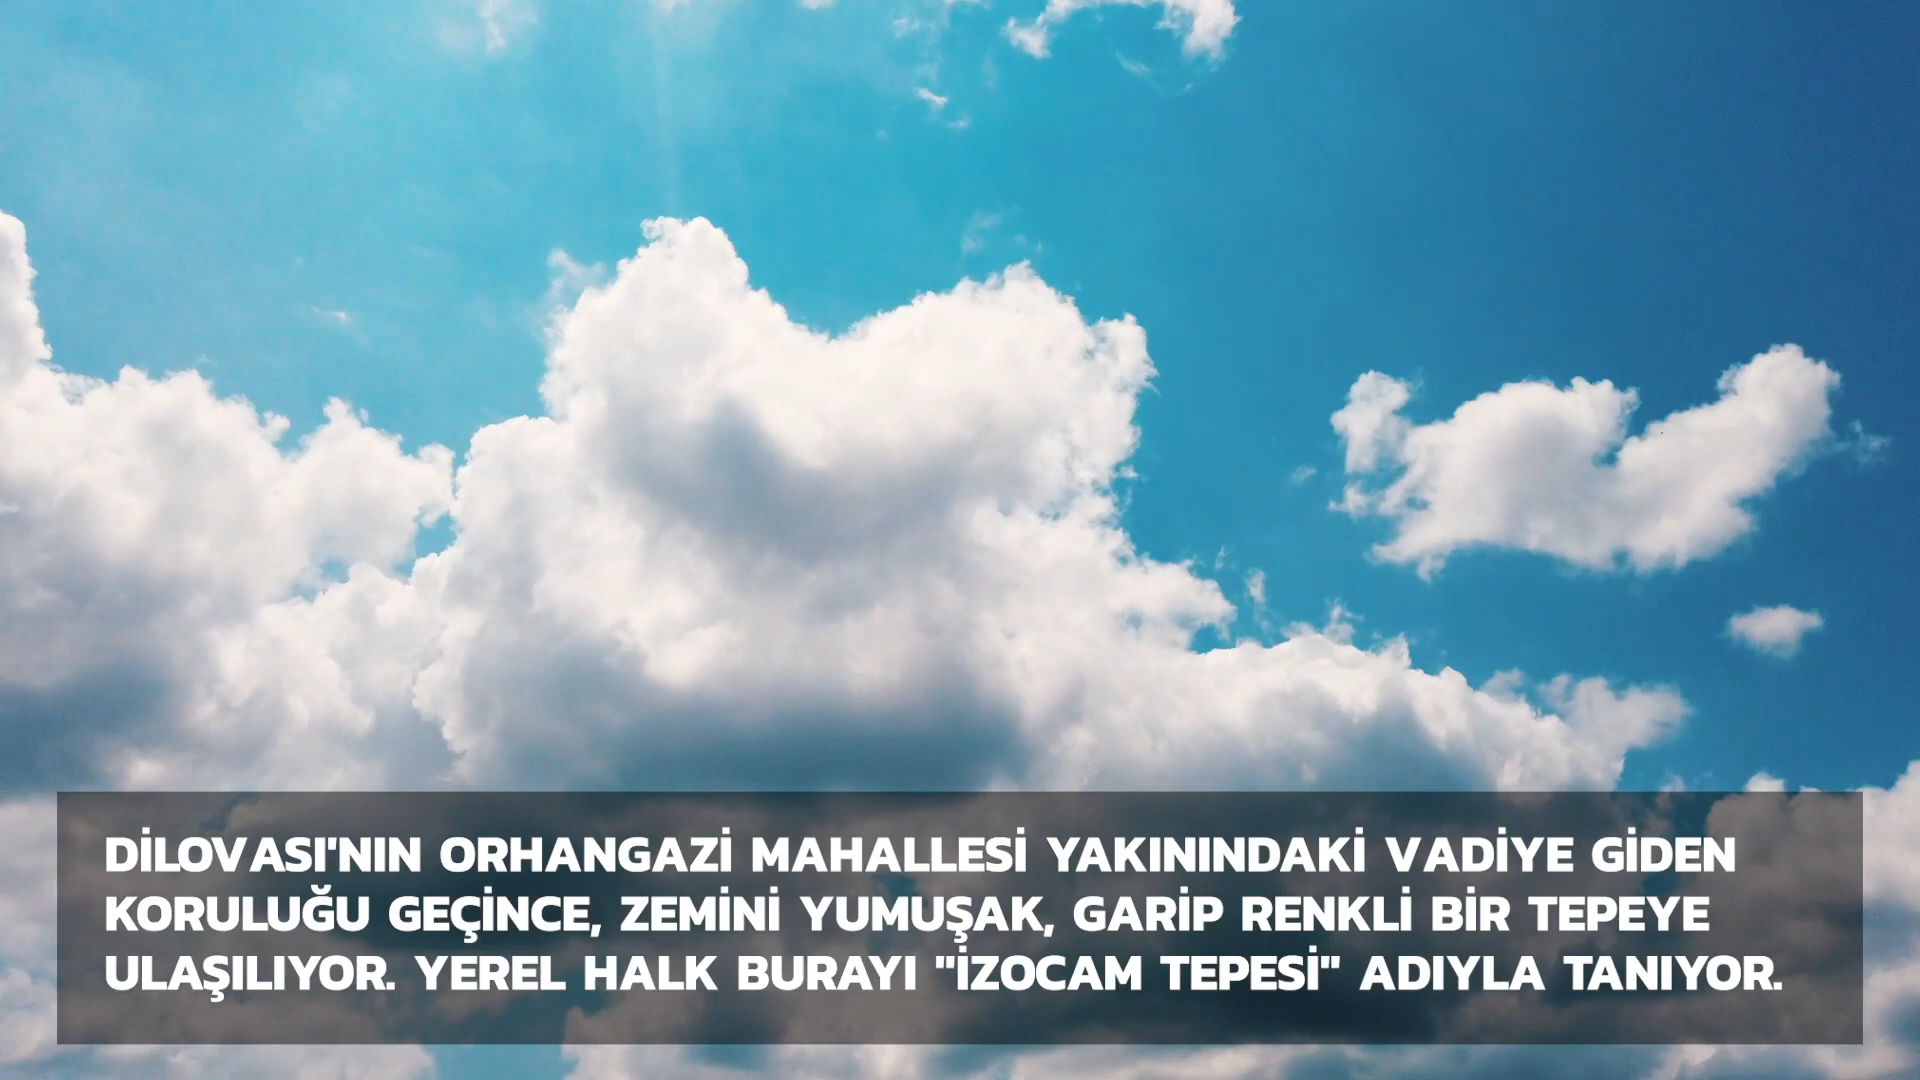 DİLOVASI'NIN ORHANGAZİ MAHALLESİ YAKININDAKİ VADİYE GİDEN
KORULUĞU GEÇİNCE, ZEMİNİ YUMUŞAK, GARİP RENKLİ BİR TEPEYE
ULAŞILIYOR. YEREL HALK BURAYI "İZOCAM TEPESİ" ADIYLA TANIYOR.